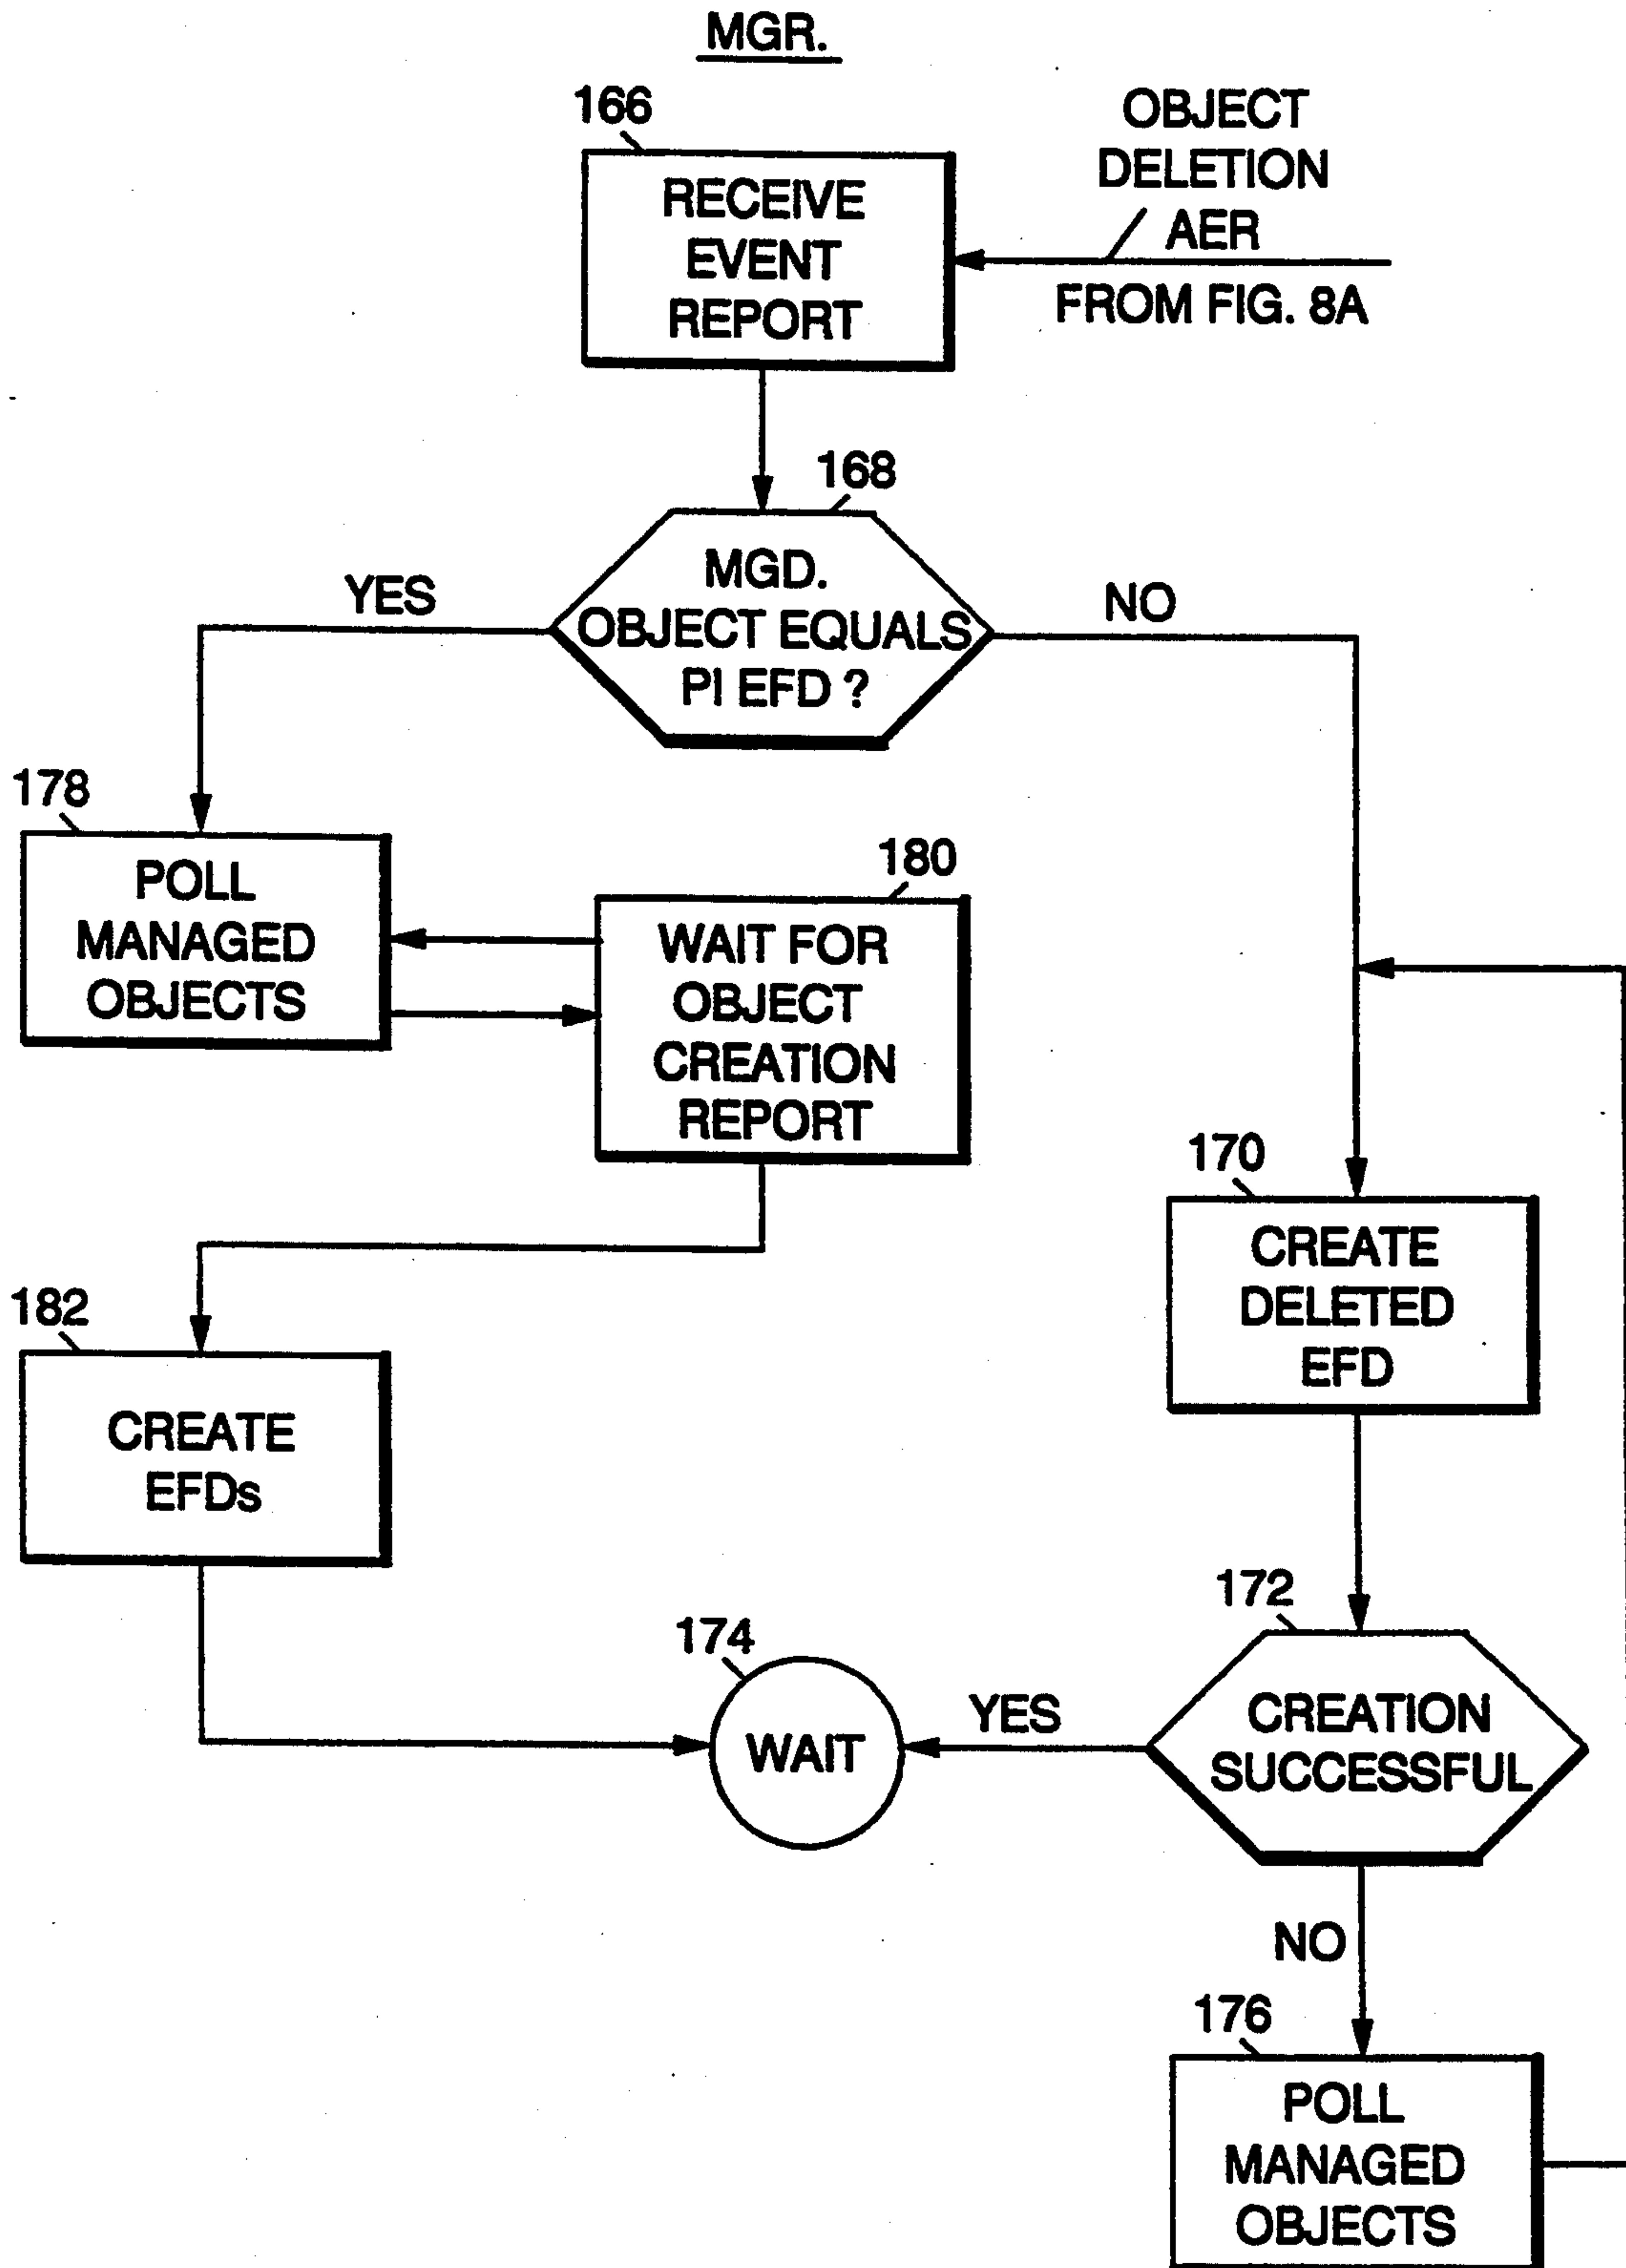 MGR.
166
OBJECT
DELETION
AER
FROM FIG. 8A
RECEIVE
EVENT
REPORT
168
MGD.
OBJECT EQUALS
PI EFD ?
YES
NO
178
POLL
MANAGED
OBJECTS
180
WAIT FOR
OBJECT
CREATION
REPORT
170
CREATE
DELETED
EFD
182
CREATE
EFDs
172
CREATION
SUCCESSFUL
174
WAIT
YES
NO
176
POLL
MANAGED
OBJECTS